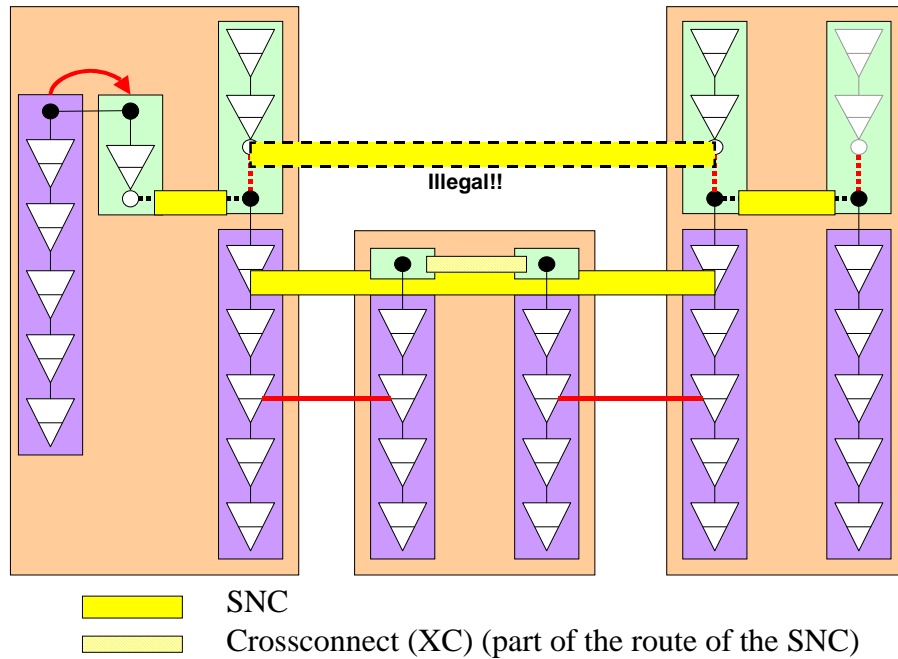 Illegal!!
SNC
Crossconnect (XC) (part of the route of the SNC)